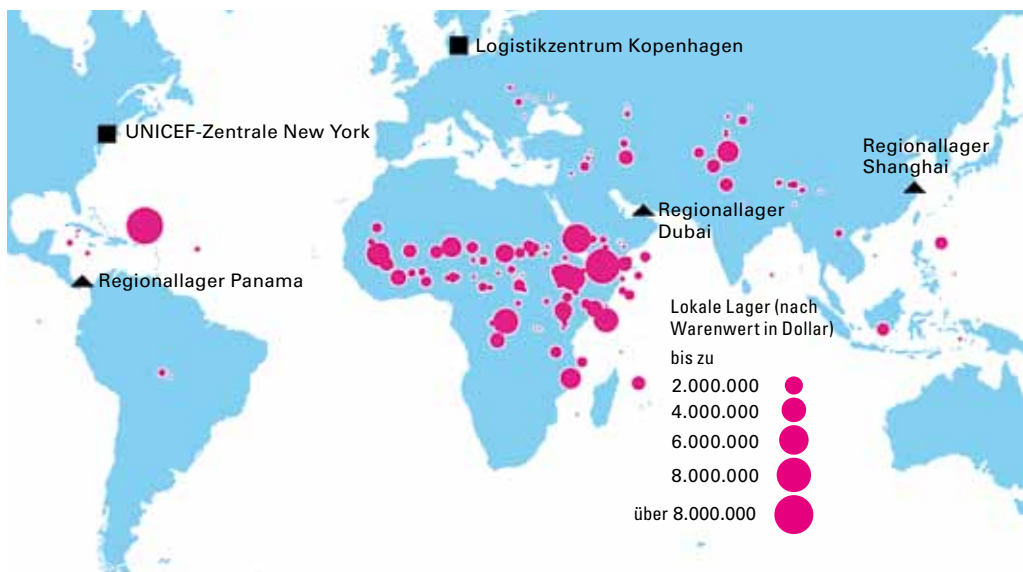 Logistikzentrum Kopenhagen
UNICEF-Zentrale New York
Regionallager
Shanghai
Regionallager
Dubai
Regionallager Panama
Lokale Lager (nach
Warenwert in Dollar)
bis zu
2.000.000
4.000.000
6.000.000
8.000.000
über 8.000.000